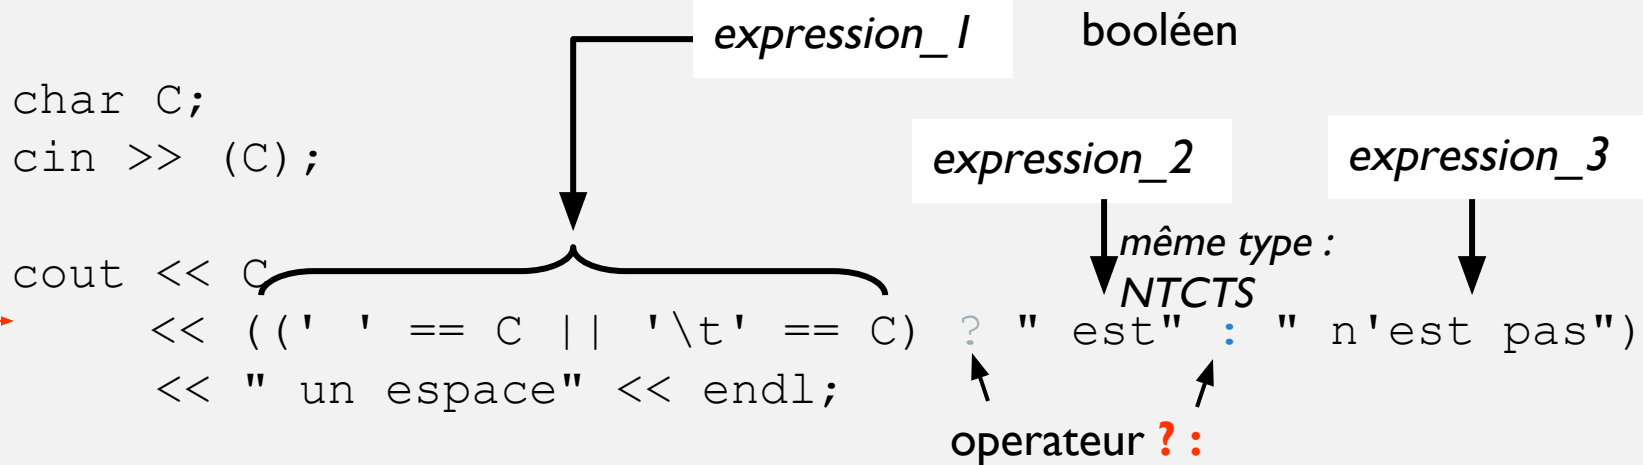 expression_1 booléen
char C;
cin >> (C);
expression_2 expression_3
même type :
NTCTS
cout << C
<< ((' ' == C || '\t' == C) ? " est" : " n'est pas")
<< " un espace" << endl;
operateur ? :